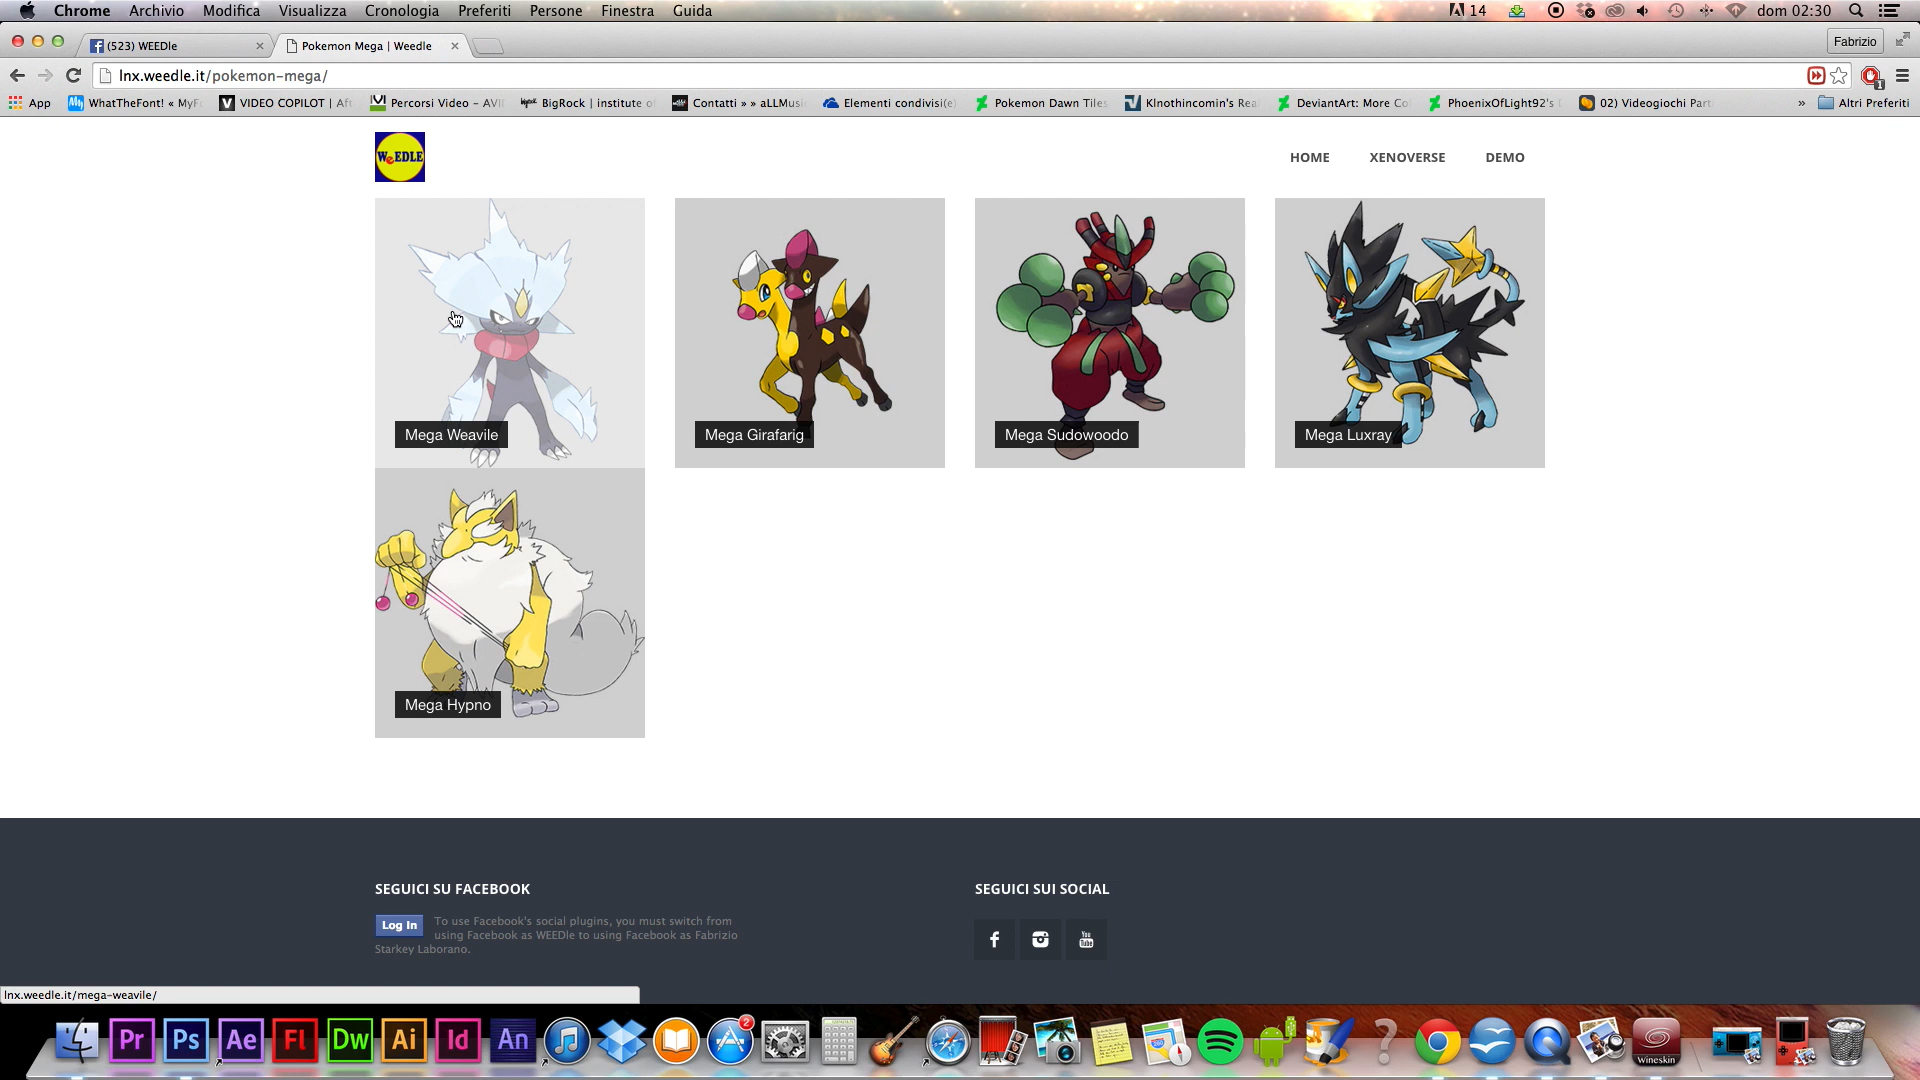 Chrome Archivio Modifica Visualizza Cronologia Preferiti Persone Finestra Guida
14 dom 02:30
(523) WEEDle
Pokemon Mega | Weedle
Fabrizio
lnx.weedle.it/pokemon-mega/
App WhatTheFont! « MyF VIDEO COPILOT | Aft Percorsi Video – AVI BigRock | institute o Contatti » » aLLMus Elementi condivisi(e) Pokemon Dawn Tiles Klnothincomin's Rea DeviantArt: More Co PhoenixOfLight92's 02) Videogiochi Part » Altri Preferiti
WeEDLE
HOME XENOVERSE DEMO
Mega Weavile
Mega Girafarig
Mega Sudowoodo
Mega Luxray
Mega Hypno
SEGUICI SU FACEBOOK
Log In To use Facebook's social plugins, you must switch from
using Facebook as WEEDle to using Facebook as Fabrizio
Starkey Laborano.
SEGUICI SUI SOCIAL
You Tube
lnx.weedle.it/mega-weavile/
Pr Ps Ae Fl Dw Ai Id An 2 Wineskin